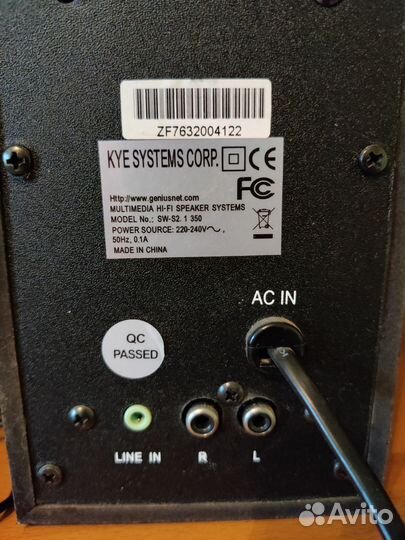 ZF7632004122
KYE SYSTEMS CORP. CE
FC
Http://www.geniusnet.com
MULTIMEDIA HI-FI SPEAKER SYSTEMS
MODEL No.: SW-S2. 1 350
POWER SOURCE: 220-240V～,
50Hz, 0.1A
MADE IN CHINA
AC IN
QC
PASSED
LINE IN R L
Avito